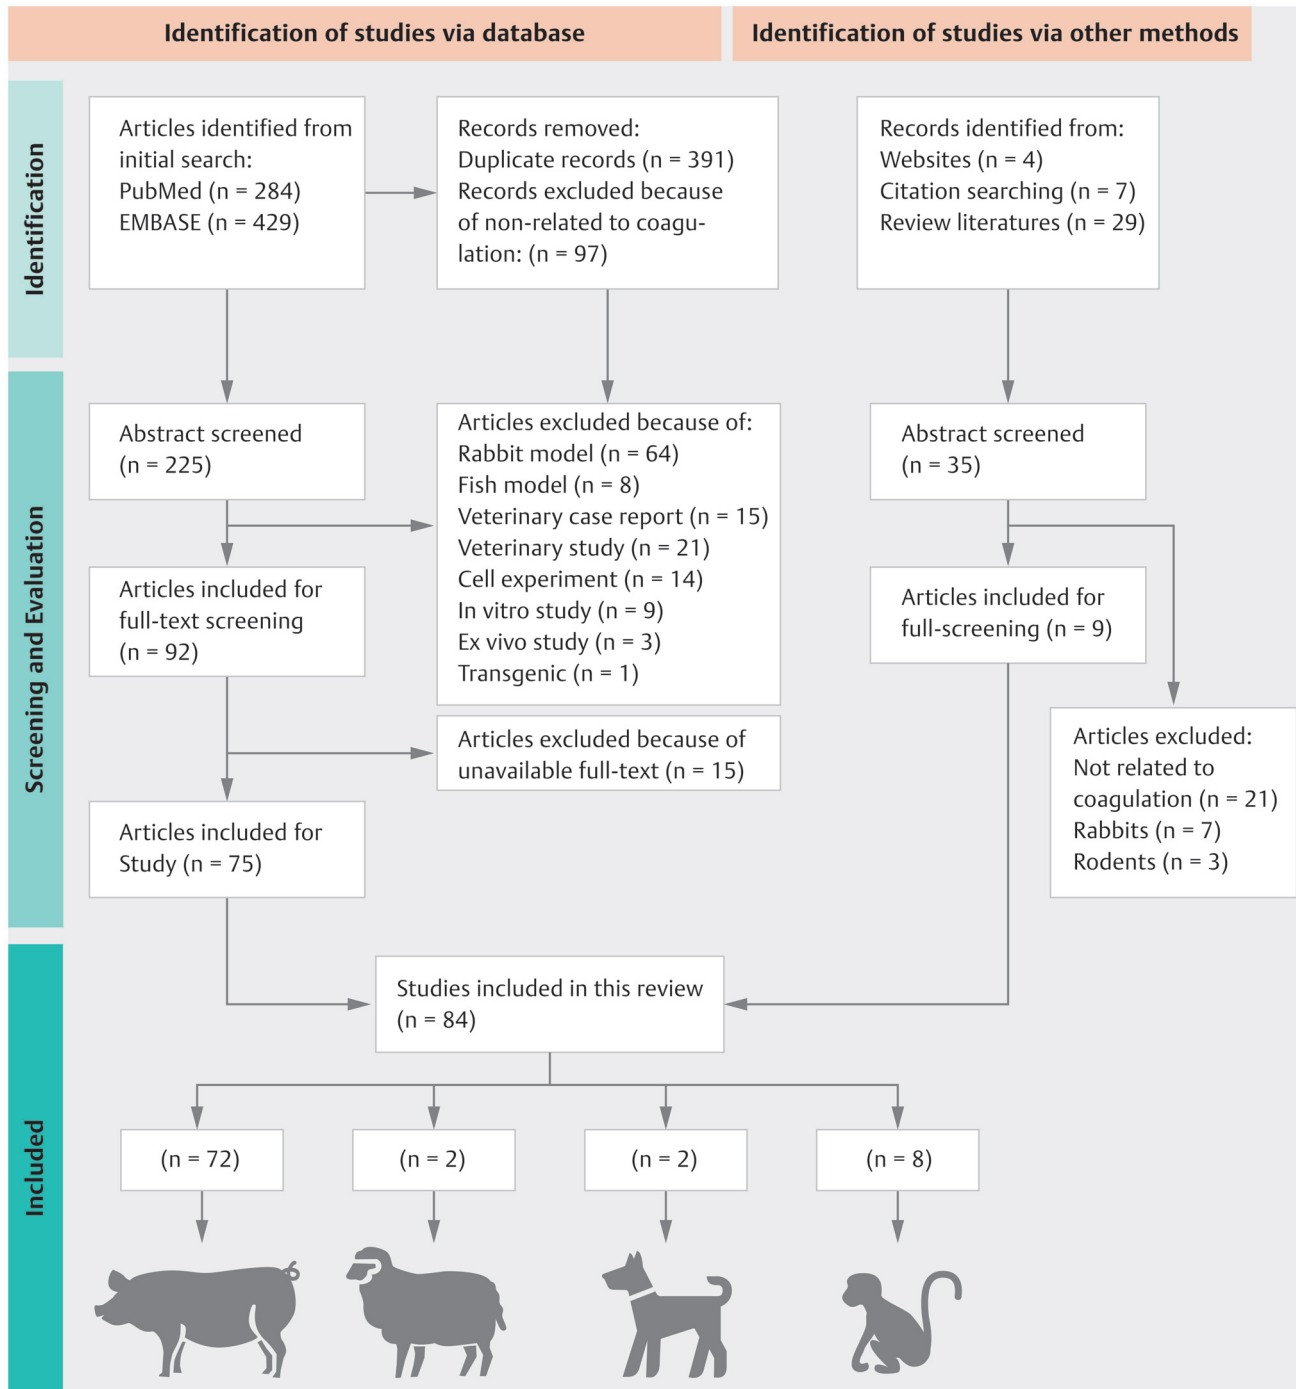 Identification of studies via database
Identification of studies via other methods
Identification
Articles identified from
initial search:
PubMed (n = 284)
EMBASE (n = 429)
Records removed:
Duplicate records (n = 391)
Records excluded because
of non-related to coagu-
lation: (n = 97)
Records identified from:
Websites (n = 4)
Citation searching (n = 7)
Review literatures (n = 29)
Screening and Evaluation
Abstract screened
(n = 225)
Articles excluded because of:
Rabbit model (n = 64)
Fish model (n = 8)
Veterinary case report (n = 15)
Veterinary study (n = 21)
Cell experiment (n = 14)
In vitro study (n = 9)
Ex vivo study (n = 3)
Transgenic (n = 1)
Abstract screened
(n = 35)
Articles included for
full-text screening
(n = 92)
Articles included for
full-screening (n = 9)
Articles excluded because of
unavailable full-text (n = 15)
Articles excluded:
Not related to
coagulation (n = 21)
Rabbits (n = 7)
Rodents (n = 3)
Articles included for
Study (n = 75)
Included
Studies included in this review
(n = 84)
(n = 72)
(n = 2)
(n = 2)
(n = 8)